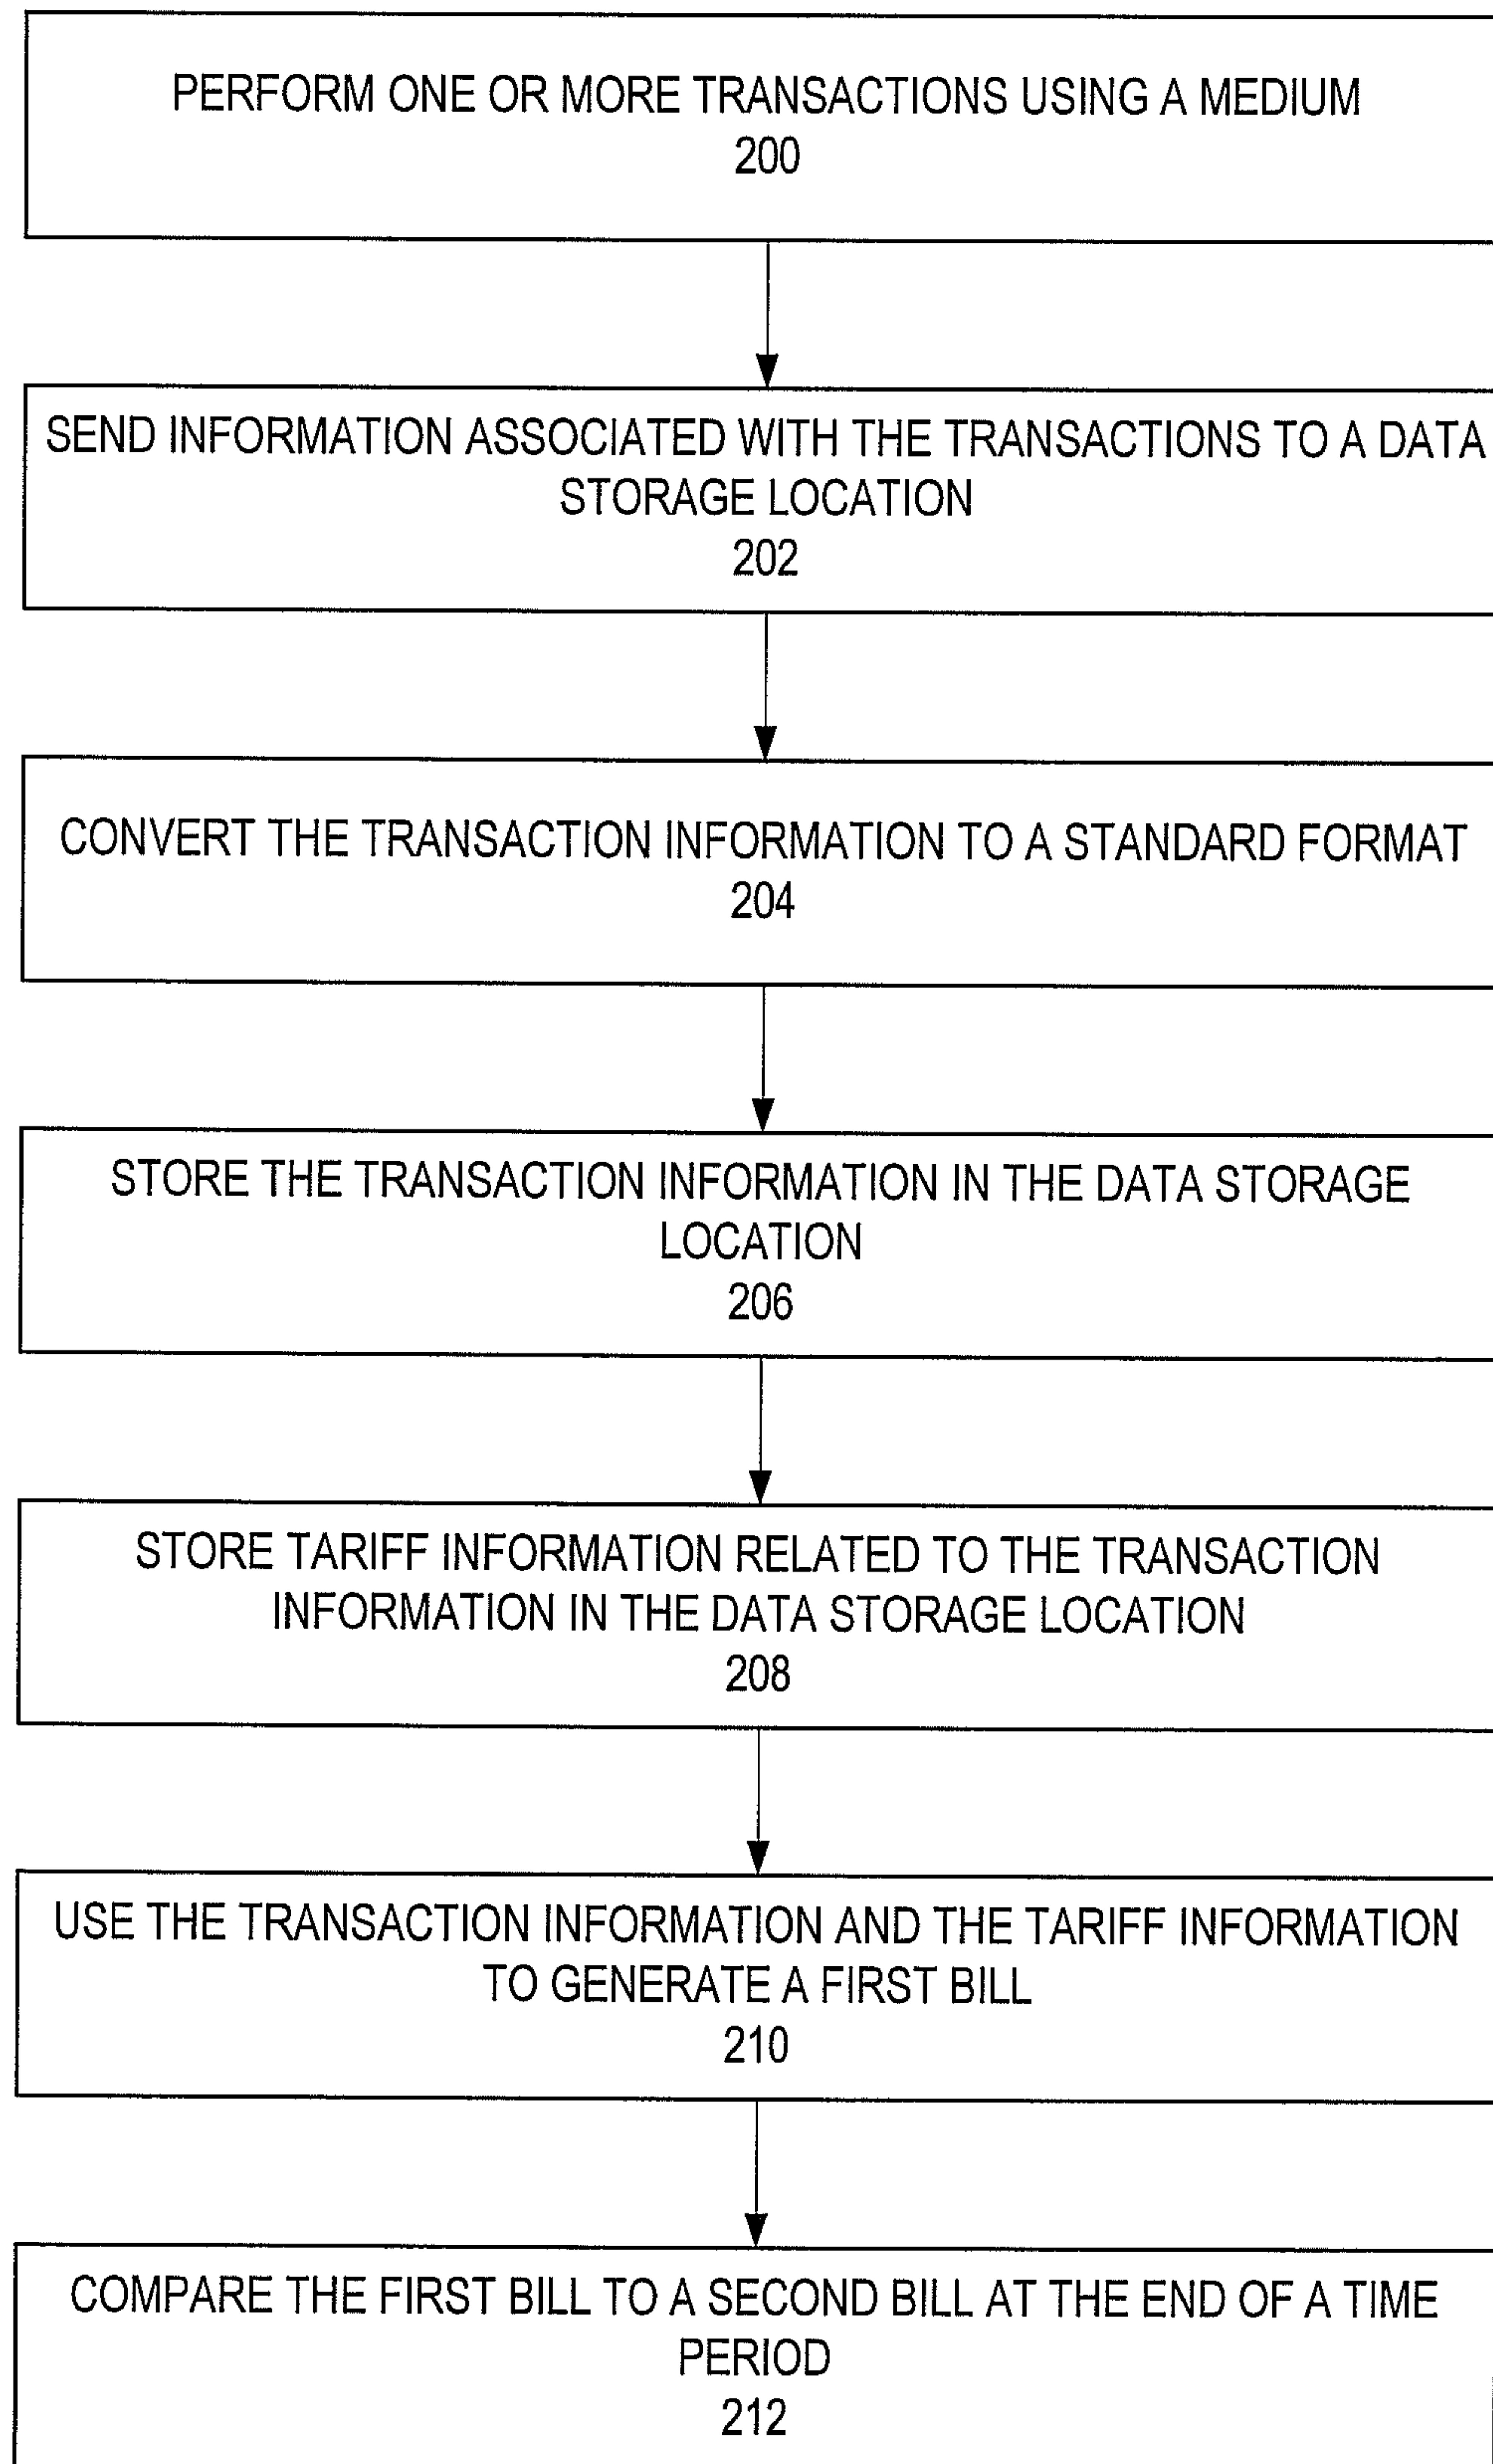 PERFORM ONE OR MORE TRANSACTIONS USING A MEDIUM
200
SEND INFORMATION ASSOCIATED WITH THE TRANSACTIONS TO A DATA
STORAGE LOCATION
202
CONVERT THE TRANSACTION INFORMATION TO A STANDARD FORMAT
204
STORE THE TRANSACTION INFORMATION IN THE DATA STORAGE
LOCATION
206
STORE TARIFF INFORMATION RELATED TO THE TRANSACTION
INFORMATION IN THE DATA STORAGE LOCATION
208
USE THE TRANSACTION INFORMATION AND THE TARIFF INFORMATION
TO GENERATE A FIRST BILL
210
COMPARE THE FIRST BILL TO A SECOND BILL AT THE END OF A TIME
PERIOD
212